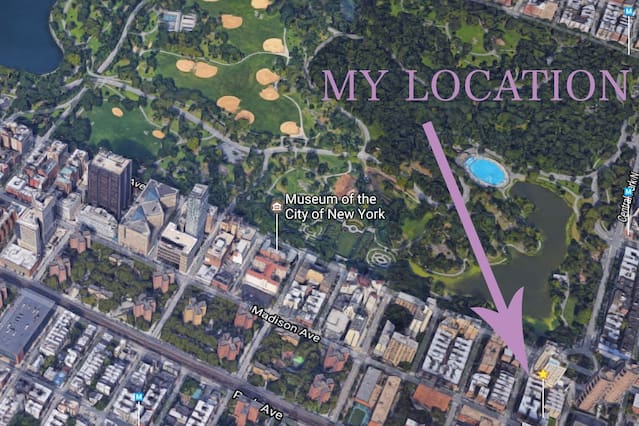 MY LOCATION
Museum of the
City of New York
Central Park N
Ave
Madison Ave
Park Ave